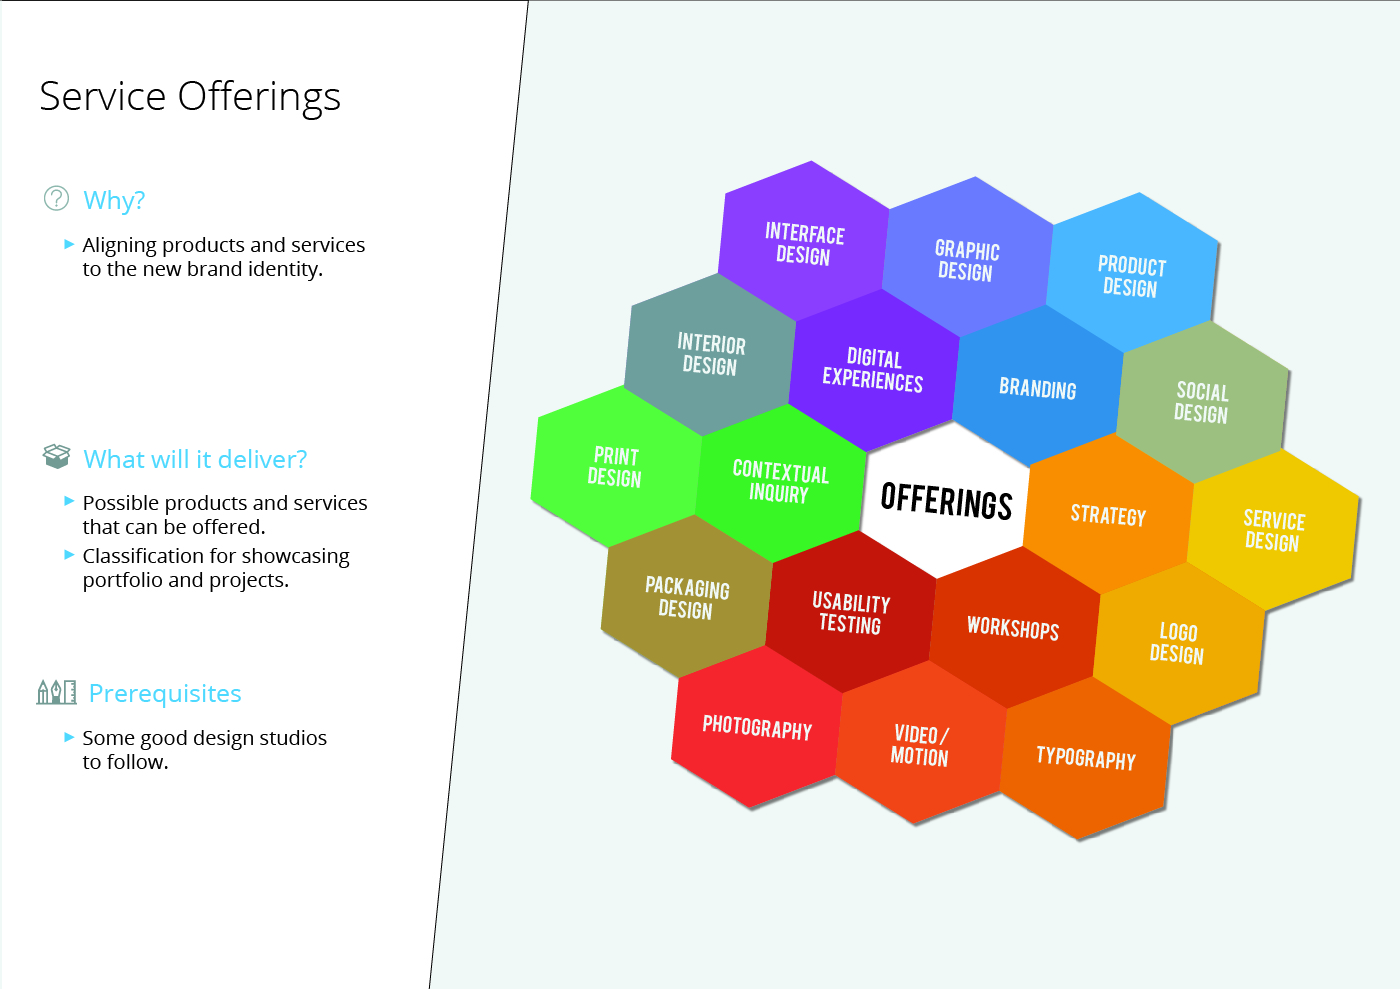 Service Offerings
Why?
Aligning products and services
to the new brand identity.
What will it deliver?
Possible products and services
that can be offered.
Classification for showcasing
portfolio and projects.
Prerequisites
Some good design studios
to follow.
INTERFACE
DESIGN
GRAPHIC
DESIGN
PRODUCT
DESIGN
INTERIOR
DESIGN
DIGITAL
EXPERIENCES
BRANDING
SOCIAL
DESIGN
PRINT
DESIGN
CONTEXTUAL
INQUIRY
OFFERINGS
STRATEGY
SERVICE
DESIGN
PACKAGING
DESIGN
USABILITY
TESTING
WORKSHOPS
LOGO
DESIGN
PHOTOGRAPHY
VIDEO /
MOTION
TYPOGRAPHY